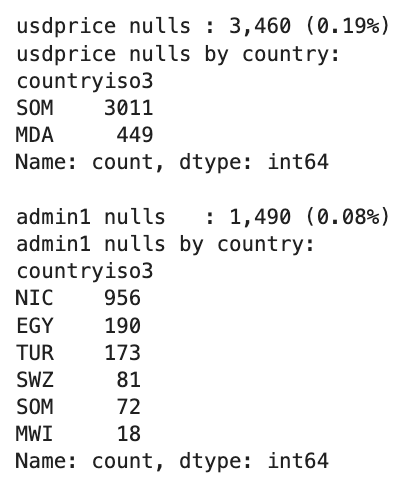 usdprice nulls : 3,460 (0.19%)
usdprice nulls by country:
countryiso3
SOM    3011
MDA     449
Name: count, dtype: int64

admin1 nulls   : 1,490 (0.08%)
admin1 nulls by country:
countryiso3
NIC    956
EGY    190
TUR    173
SWZ     81
SOM     72
MWI     18
Name: count, dtype: int64